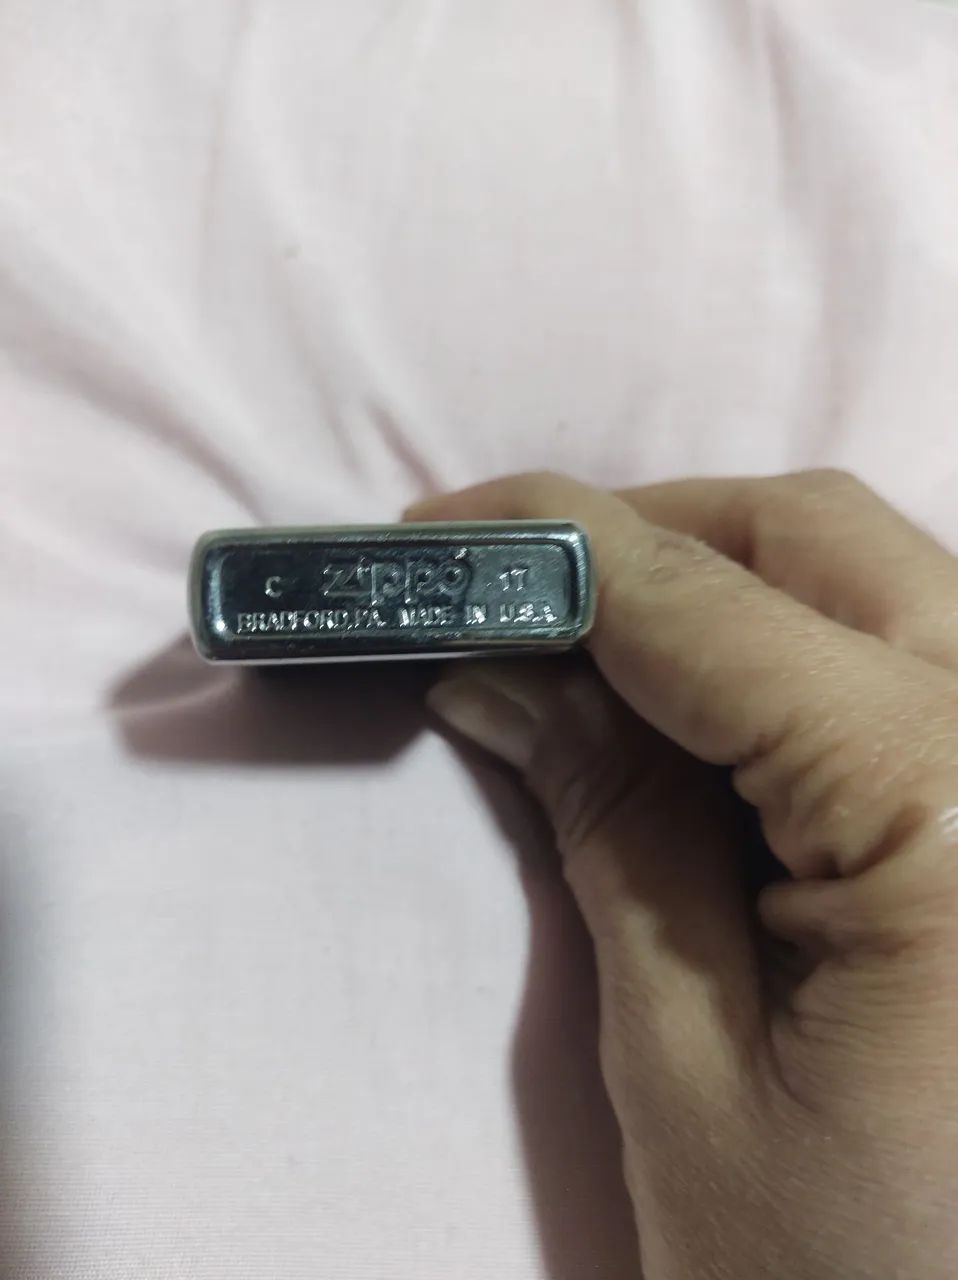 C zippo 17
BRADFORD,PA. MADE IN U.S.A.